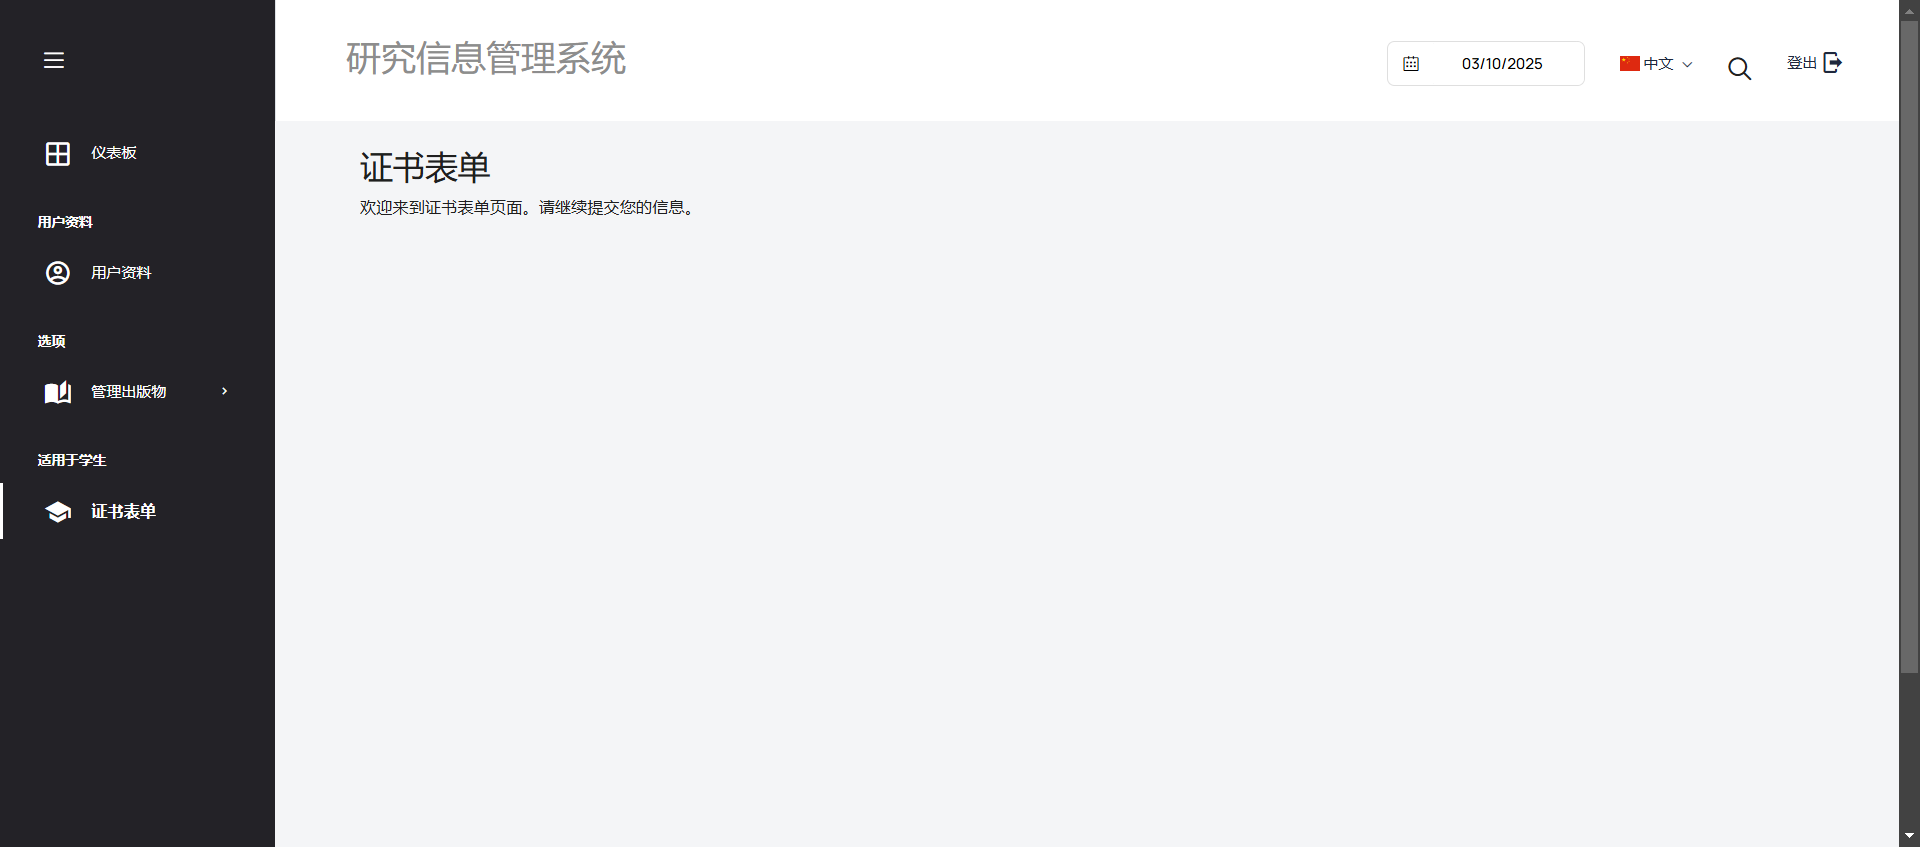 研究信息管理系统
03/10/2025
中文
登出
仪表板
用户资料
用户资料
选项
管理出版物
适用于学生
证书表单
证书表单
欢迎来到证书表单页面。请继续提交您的信息。